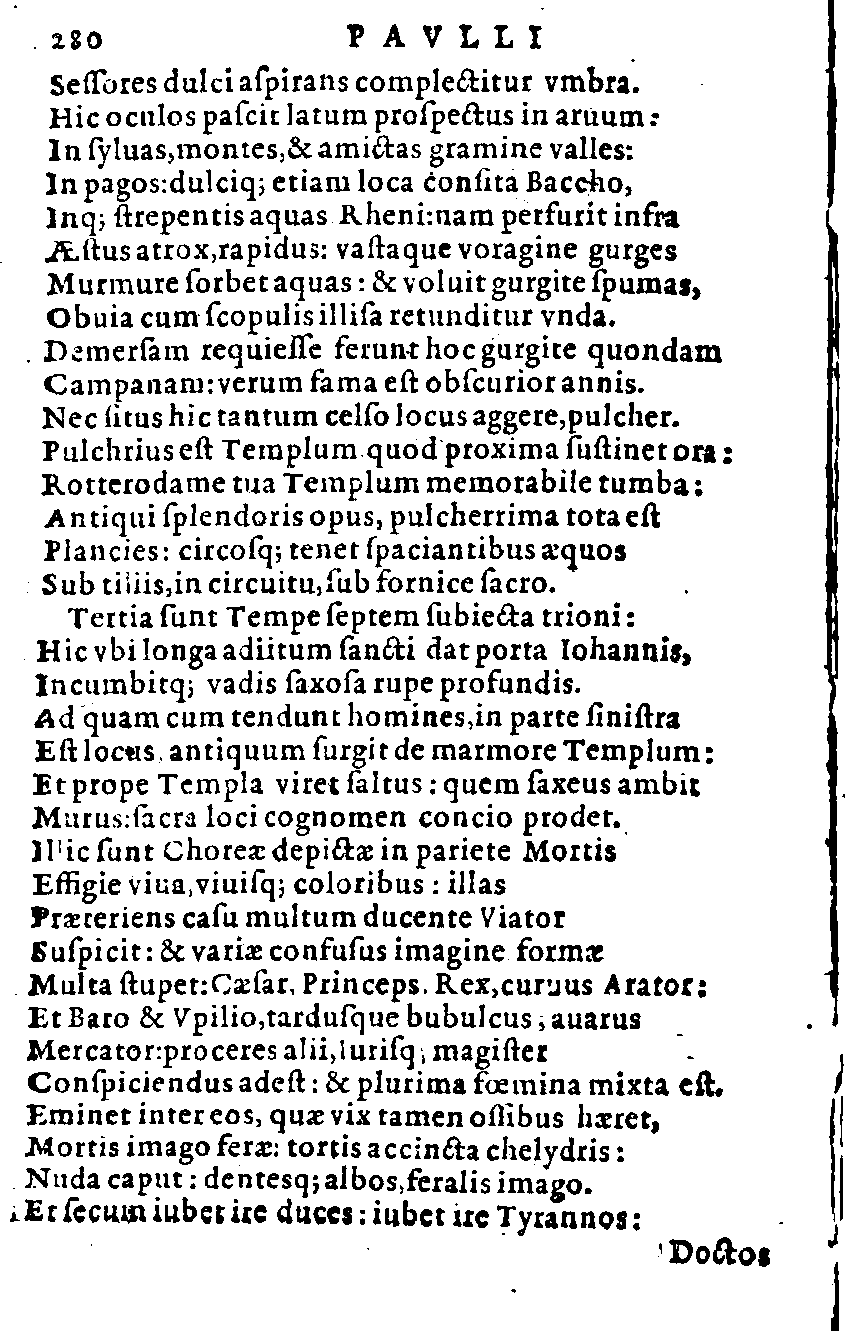 280 PAVLLI
Seſſores dulci aſpirans complectitur vmbra.
Hic oculos paſcit latum proſpectus in aruum:
In ſyluas,montes,& amictas gramine valles:
In pagos:dulciq; etiam loca conſita Baccho,
Inq; ſtrepentis aquas Rheni:nam perfurit infra
Æſtus atrox,rapidus: vaſtaque voragine gurges
Murmure ſorbet aquas : & voluit gurgite ſpumas,
Obuia cum ſcopulis illiſa retunditur vnda.
Demerſam requieſſe ferunt hoc gurgite quondam
Campanam: verum fama eſt obſcurior annis.
Nec ſitus hic tantum celſo locus aggere,pulcher.
Pulchrius eſt Templum quod proxima ſuſtinet ora:
Rotterodame tua Templum memorabile tumba:
Antiqui ſplendoris opus, pulcherrima tota eſt
Plancies: circoſq; tenet ſpaciantibus æquos
Sub tiliis,in circuitu,ſub fornice ſacro.
Tertia ſunt Tempe ſeptem ſubiecta trioni:
Hic vbi longa adiitum ſancti dat porta Iohannis,
Incumbitq; vadis ſaxoſa rupe profundis.
Ad quam cum tendunt homines,in parte ſiniſtra
Eſt locus, antiquum ſurgit de marmore Templum:
Et prope Templa viret ſaltus : quem ſaxeus ambit
Murus:ſacra loci cognomen concio prodet.
Illic ſunt Choreæ depictæ in pariete Mortis
Effigie viua,viuiſq; coloribus : illas
Præteriens caſu multum ducente Viator
Suſpicit: & variæ confuſus imagine formæ
Multa ſtupet:Cæſar, Princeps. Rex,curuus Arator:
Et Baro & Vpilio,tarduſque bubulcus, auarus
Mercator:proceres alii,Iuriſq; magiſter
Conſpiciendus adeſt : & plurima fœmina mixta eſt.
Eminet inter eos, quæ vix tamen oſſibus hæret,
Mortis imago feræ: tortis accincta chelydris :
Nuda caput : dentesq; albos,feralis imago.
Et ſecum iubet ire duces : iubet ire Tyrannos:
Doctos